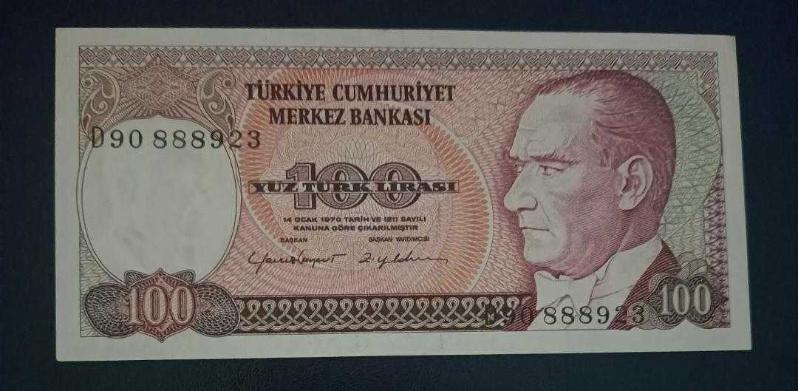 TÜRKİYE CUMHURİYET
MERKEZ BANKASI
D90 888923
100
YÜZ TÜRK LİRASI
14 OCAK 1970 TARİH VE 1211 SAYILI
KANUNA GÖRE ÇIKARILMIŞTIR
BAŞKAN BAŞKAN YARDIMCISI
100
D90 888923
100